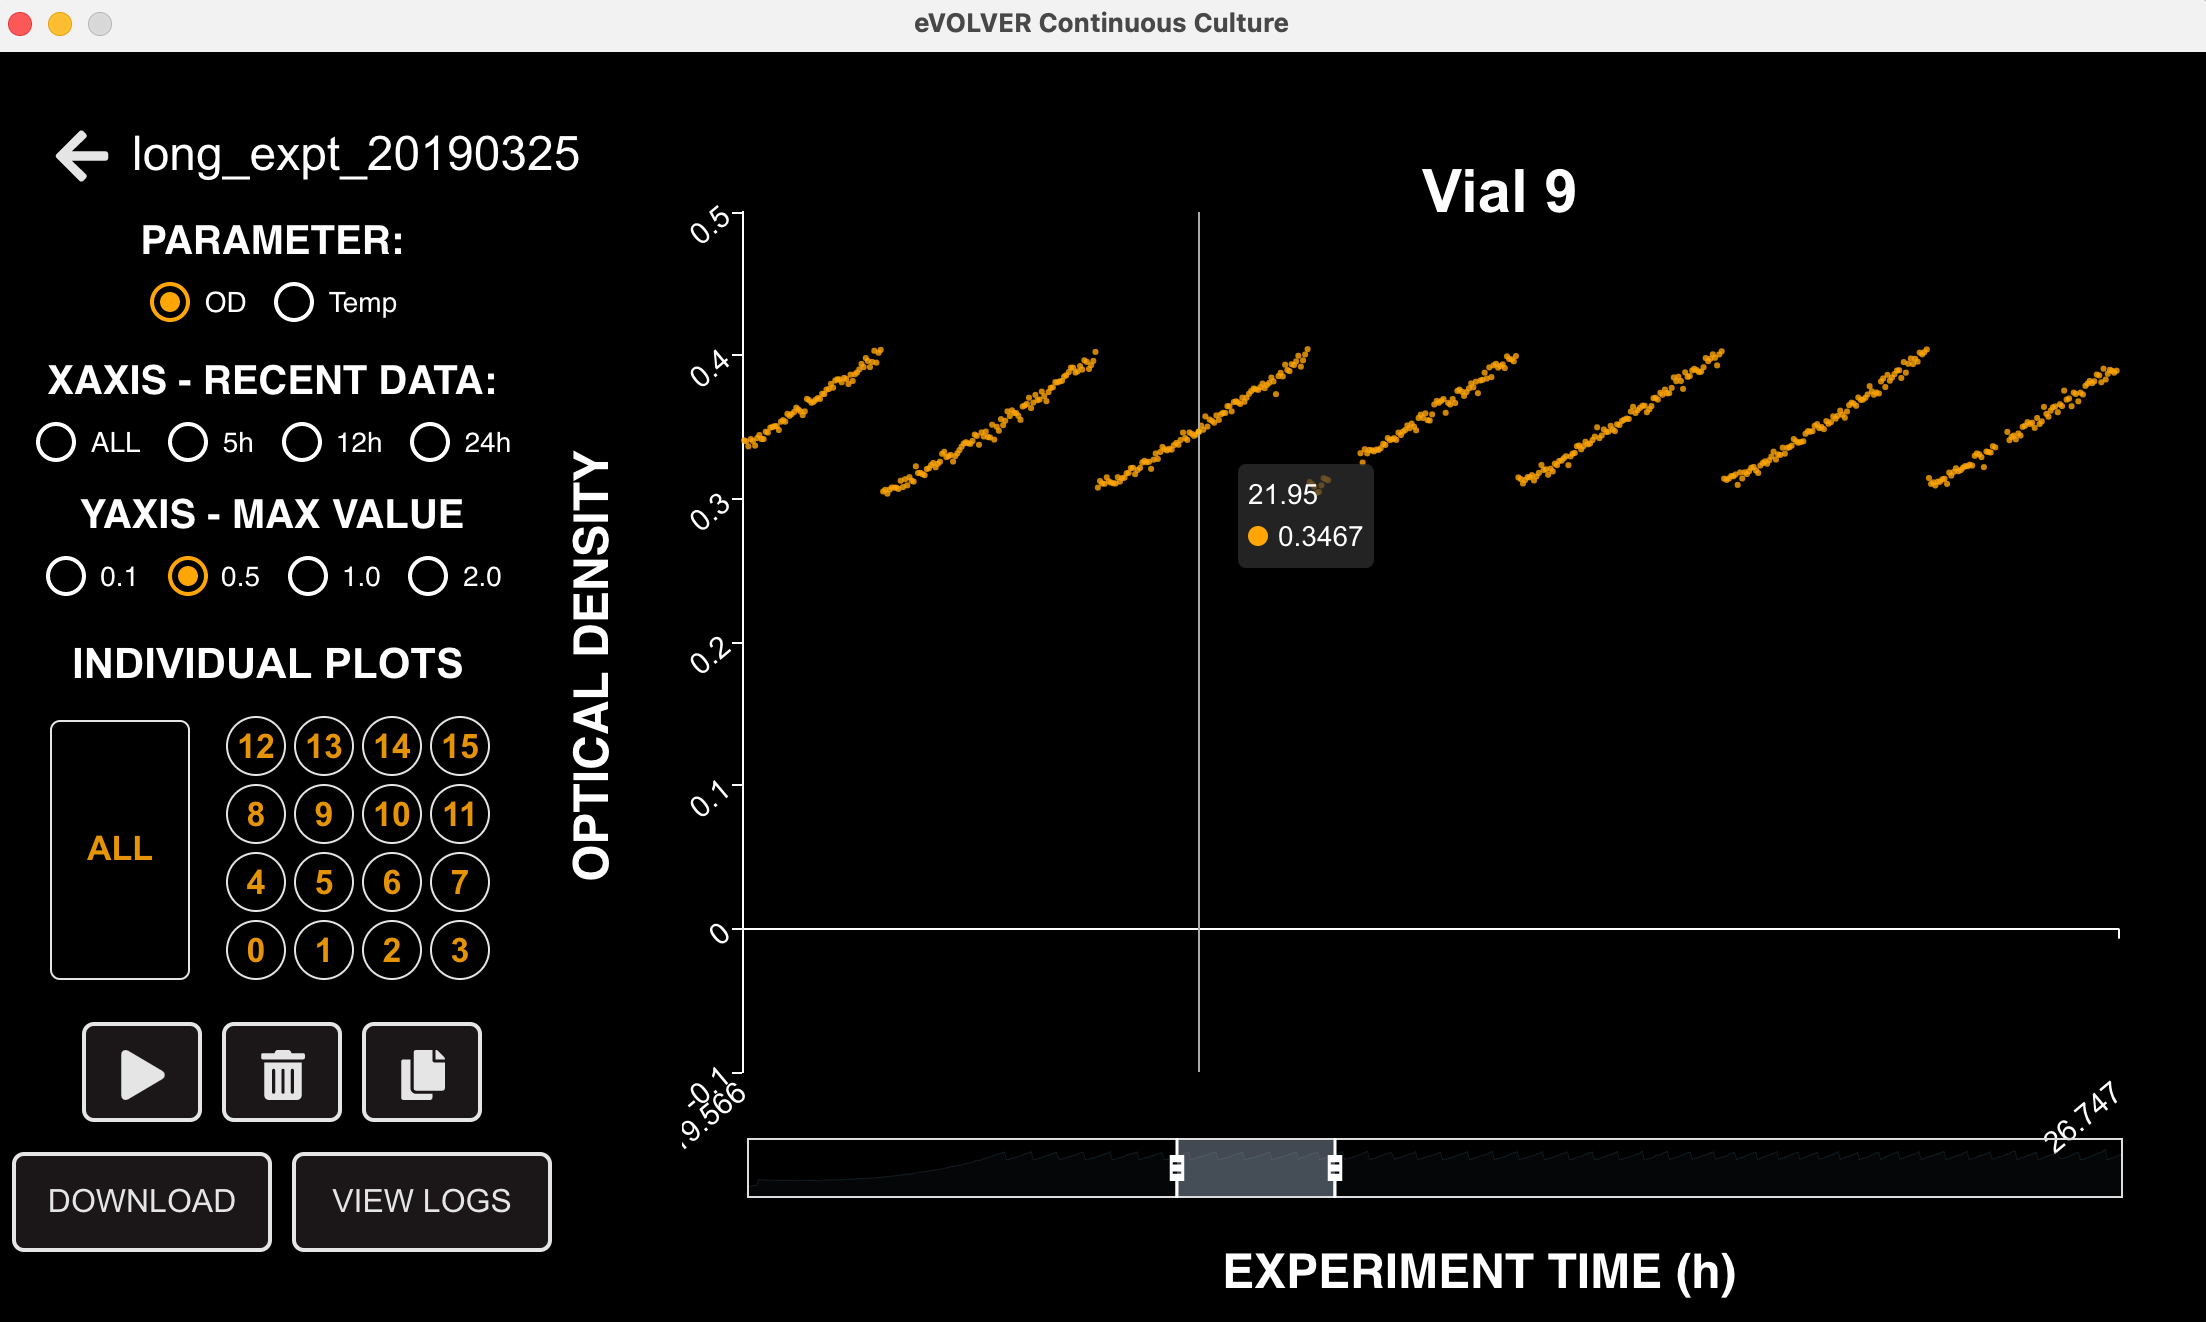 eVOLVER Continuous Culture
long_expt_20190325
PARAMETER:
OD Temp
XAXIS - RECENT DATA:
ALL 5h 12h 24h
YAXIS - MAX VALUE
0.1 0.5 1.0 2.0
INDIVIDUAL PLOTS
ALL
12 13 14 15
8 9 10 11
4 5 6 7
0 1 2 3
DOWNLOAD VIEW LOGS
Vial 9
OPTICAL DENSITY
0.5
0.4
0.3
0.2
0.1
0
-0.1
21.95
0.3467
26.747
EXPERIMENT TIME (h)